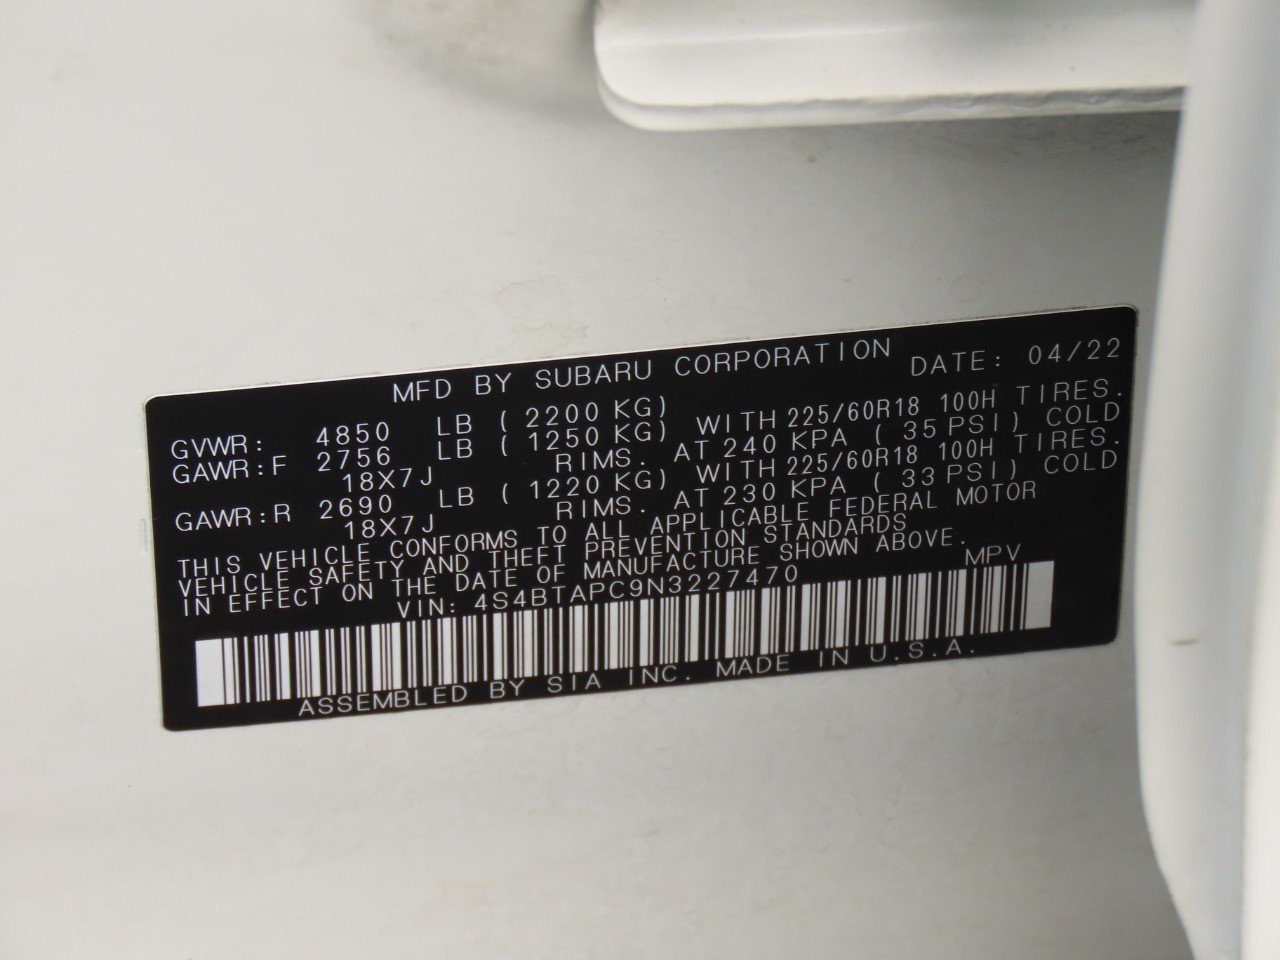 MFD BY SUBARU CORPORATION DATE: 04/22
GVWR: 4850 LB ( 2200 KG)
GAWR:F 2756 LB ( 1250 KG) WITH 225/60R18 100H TIRES.
18X7J RIMS. AT 240 KPA ( 35 PSI) COLD
GAWR:R 2690 LB ( 1220 KG) WITH 225/60R18 100H TIRES.
18X7J RIMS. AT 230 KPA ( 33 PSI) COLD
THIS VEHICLE CONFORMS TO ALL APPLICABLE FEDERAL MOTOR
VEHICLE SAFETY AND THEFT PREVENTION STANDARDS
IN EFFECT ON THE DATE OF MANUFACTURE SHOWN ABOVE.
VIN: 4S4BTAPC9N3227470 MPV
ASSEMBLED BY SIA INC. MADE IN U.S.A.